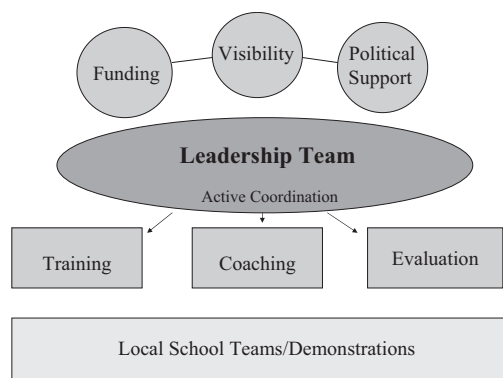 Funding
Visibility
Political
Support
Leadership Team
Active Coordination
Training
Coaching
Evaluation
Local School Teams/Demonstrations